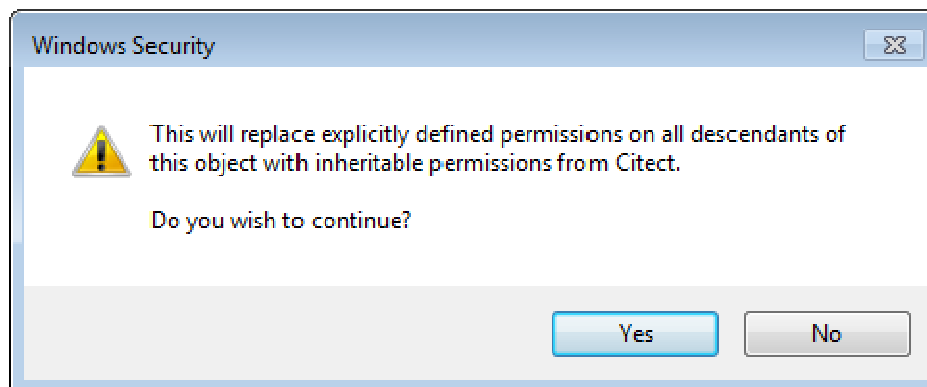 Windows Security
This will replace explicitly defined permissions on all descendants of
this object with inheritable permissions from Citect.
Do you wish to continue?
Yes
No